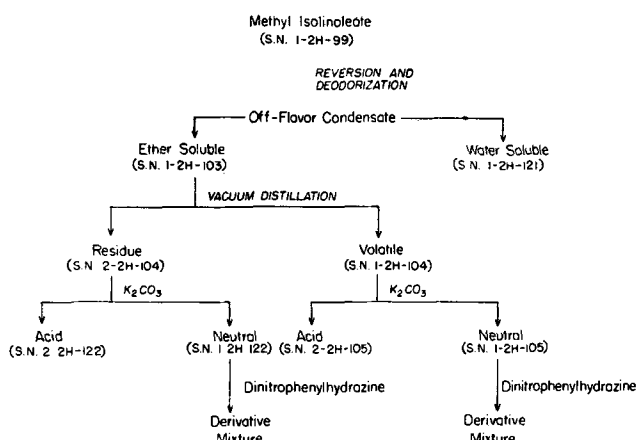 Methyl Isolinoleate
(S.N. 1-2H-99)
REVERSION AND
DEODORIZATION
Off-Flavor Condensate
Ether Soluble
(S.N. 1-2H-103)
Water Soluble
(S.N. 1-2H-121)
VACUUM DISTILLATION
Residue
(S.N. 2-2H-104)
Volatile
(S.N. 1-2H-104)
K2CO3
K2CO3
Acid
(S.N. 2 2H-122)
Neutral
(S.N. 1 2H 122)
Acid
(S.N. 2-2H-105)
Neutral
(S.N. 1-2H-105)
Dinitrophenylhydrazine
Dinitrophenylhydrazine
Derivative
Mixture
Derivative
Mixture